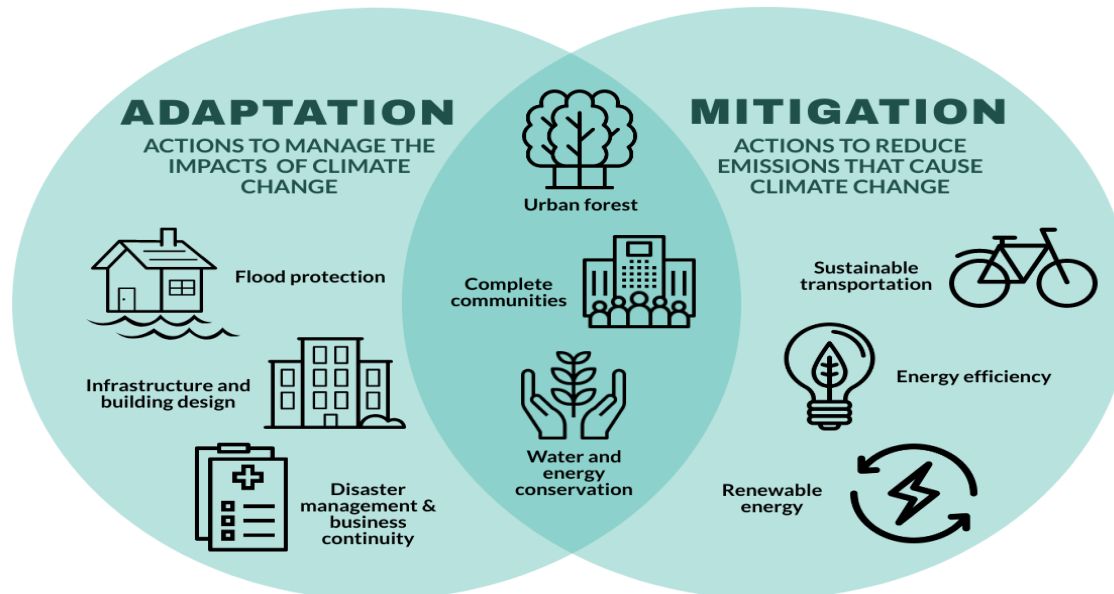 ADAPTATION
ACTIONS TO MANAGE THE
IMPACTS OF CLIMATE
CHANGE
Flood protection
Infrastructure and
building design
Disaster
management &
business
continuity
Urban forest
Complete
communities
Water and
energy
conservation
MITIGATION
ACTIONS TO REDUCE
EMISSIONS THAT CAUSE
CLIMATE CHANGE
Sustainable
transportation
Energy efficiency
Renewable
energy